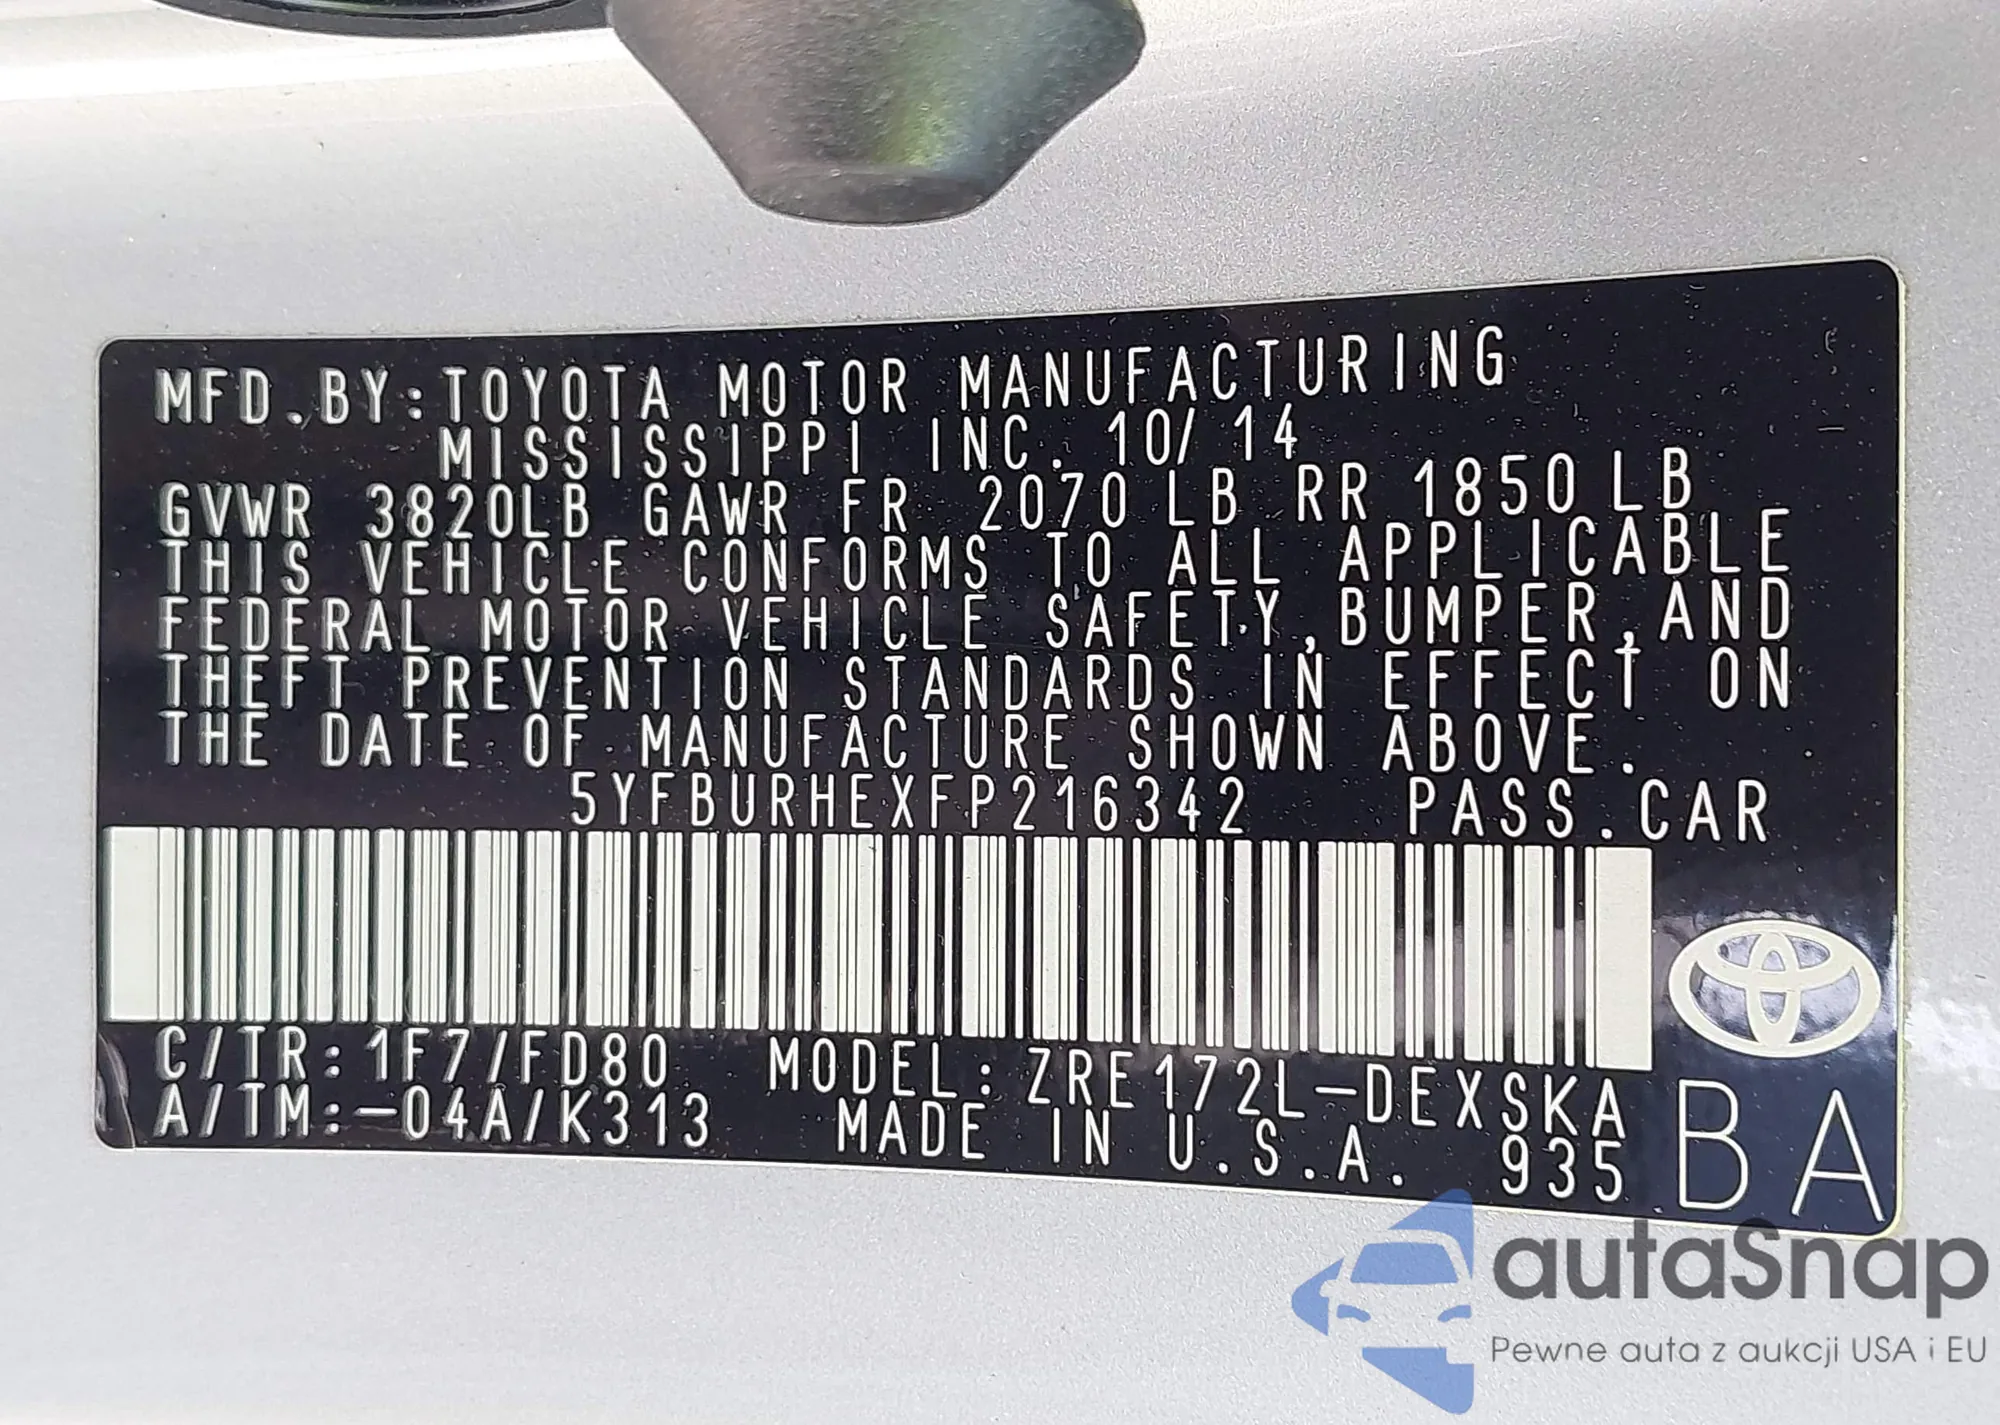 MFD.BY:TOYOTA MOTOR MANUFACTURING
MISSISSIPPI INC. 10/14
GVWR 3820LB GAWR FR 2070 LB RR 1850 LB
THIS VEHICLE CONFORMS TO ALL APPLICABLE
FEDERAL MOTOR VEHICLE SAFETY,BUMPER,AND
THEFT PREVENTION STANDARDS IN EFFECT ON
THE DATE OF MANUFACTURE SHOWN ABOVE.
5YFBURHEXFP216342 PASS.CAR
C/TR:1F7/FD80 MODEL:ZRE172L-DEXSKA
A/TM:-04A/K313 MADE IN U.S.A. 935
BA
autaSnap
Pewne auta z aukcji USA i EU